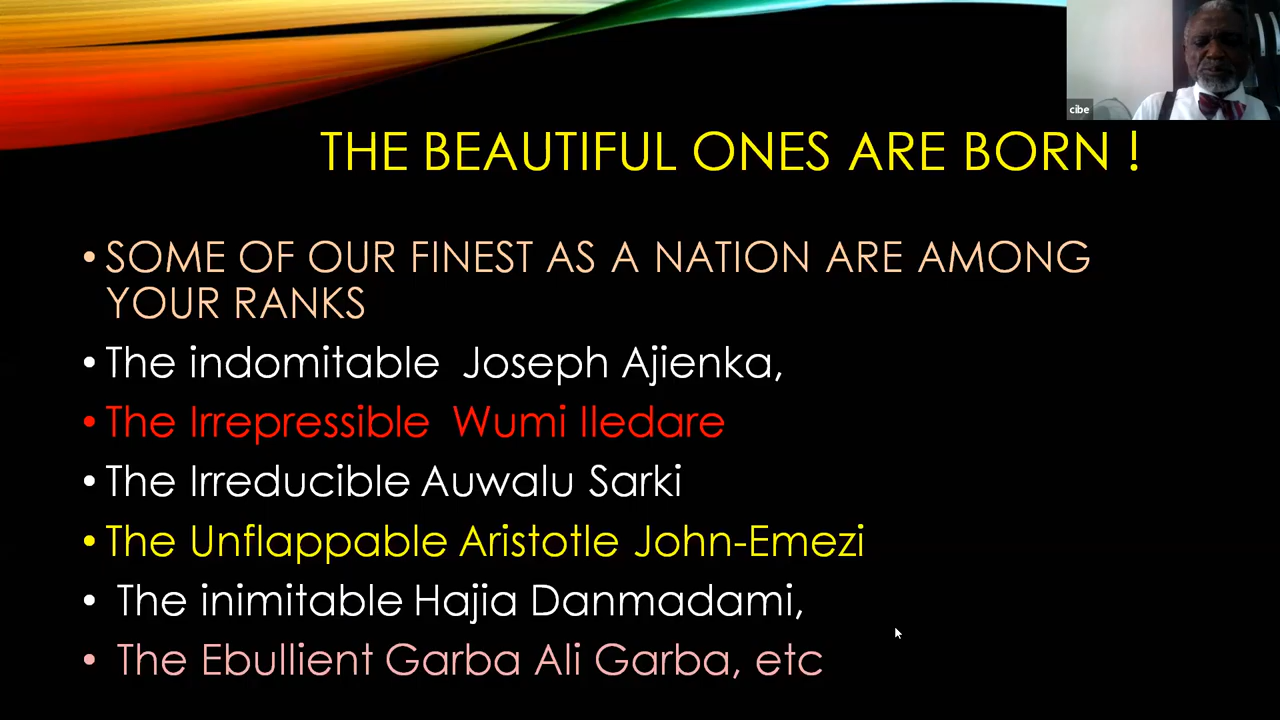 cibe
THE BEAUTIFUL ONES ARE BORN !
• SOME OF OUR FINEST AS A NATION ARE AMONG
YOUR RANKS
• The indomitable Joseph Ajienka,
• The Irrepressible Wumi Iledare
• The Irreducible Auwalu Sarki
• The Unflappable Aristotle John-Emezi
• The inimitable Hajia Danmadami,
• The Ebullient Garba Ali Garba, etc